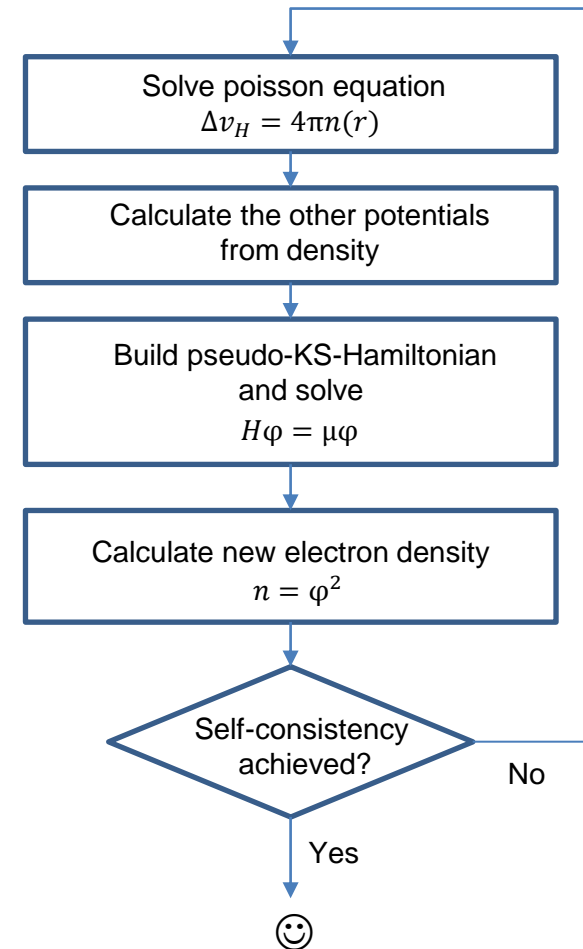 Solve poisson equation
Δv_H = 4πn(r)
Calculate the other potentials
from density
Build pseudo-KS-Hamiltonian
and solve
Hφ = μφ
Calculate new electron density
n = φ²
Self-consistency
achieved?
No
Yes